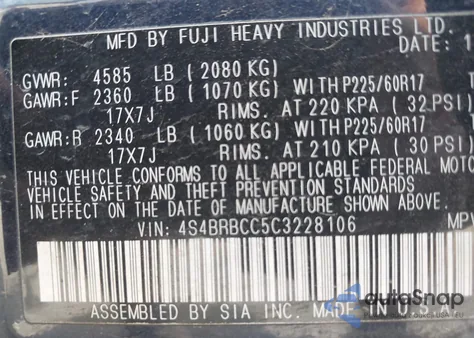 MFD BY FUJI HEAVY INDUSTRIES LTD.
DATE: 1
GVWR: 4585 LB (2080 KG)
GAWR:F 2360 LB (1070 KG) WITH P225/60R17
17X7J RIMS. AT 220 KPA (32 PSI)
GAWR:R 2340 LB (1060 KG) WITH P225/60R17
17X7J RIMS. AT 210 KPA (30 PSI)
THIS VEHICLE CONFORMS TO ALL APPLICABLE FEDERAL MOTO
VEHICLE SAFETY AND THEFT PREVENTION STANDARDS
IN EFFECT ON THE DATE OF MANUFACTURE SHOWN ABOVE.
VIN: 4S4BRBCC5C3228106 MP
ASSEMBLED BY SIA INC. MADE IN U.S.
autoSnap